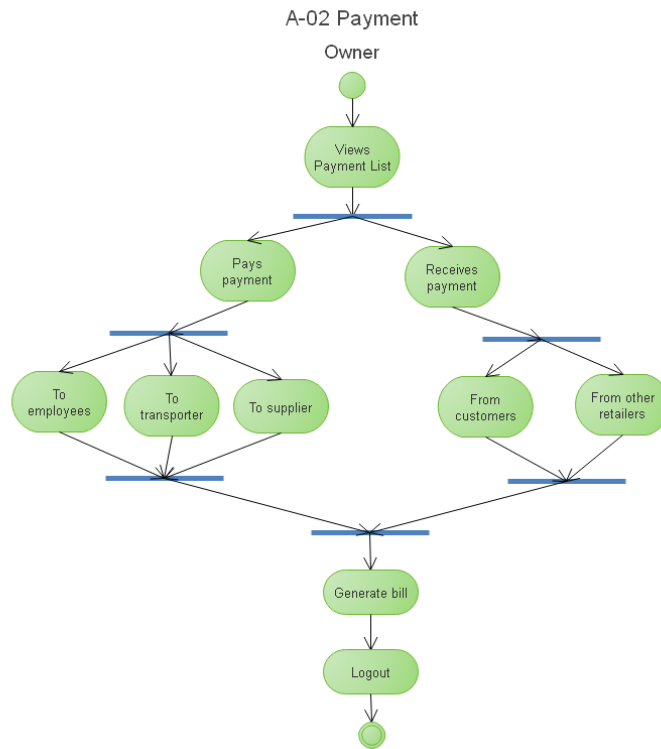 A-02 Payment
Owner
Views
Payment List
Pays
payment
Receives
payment
To
employees
To
transporter
To supplier
From
customers
From other
retailers
Generate bill
Logout